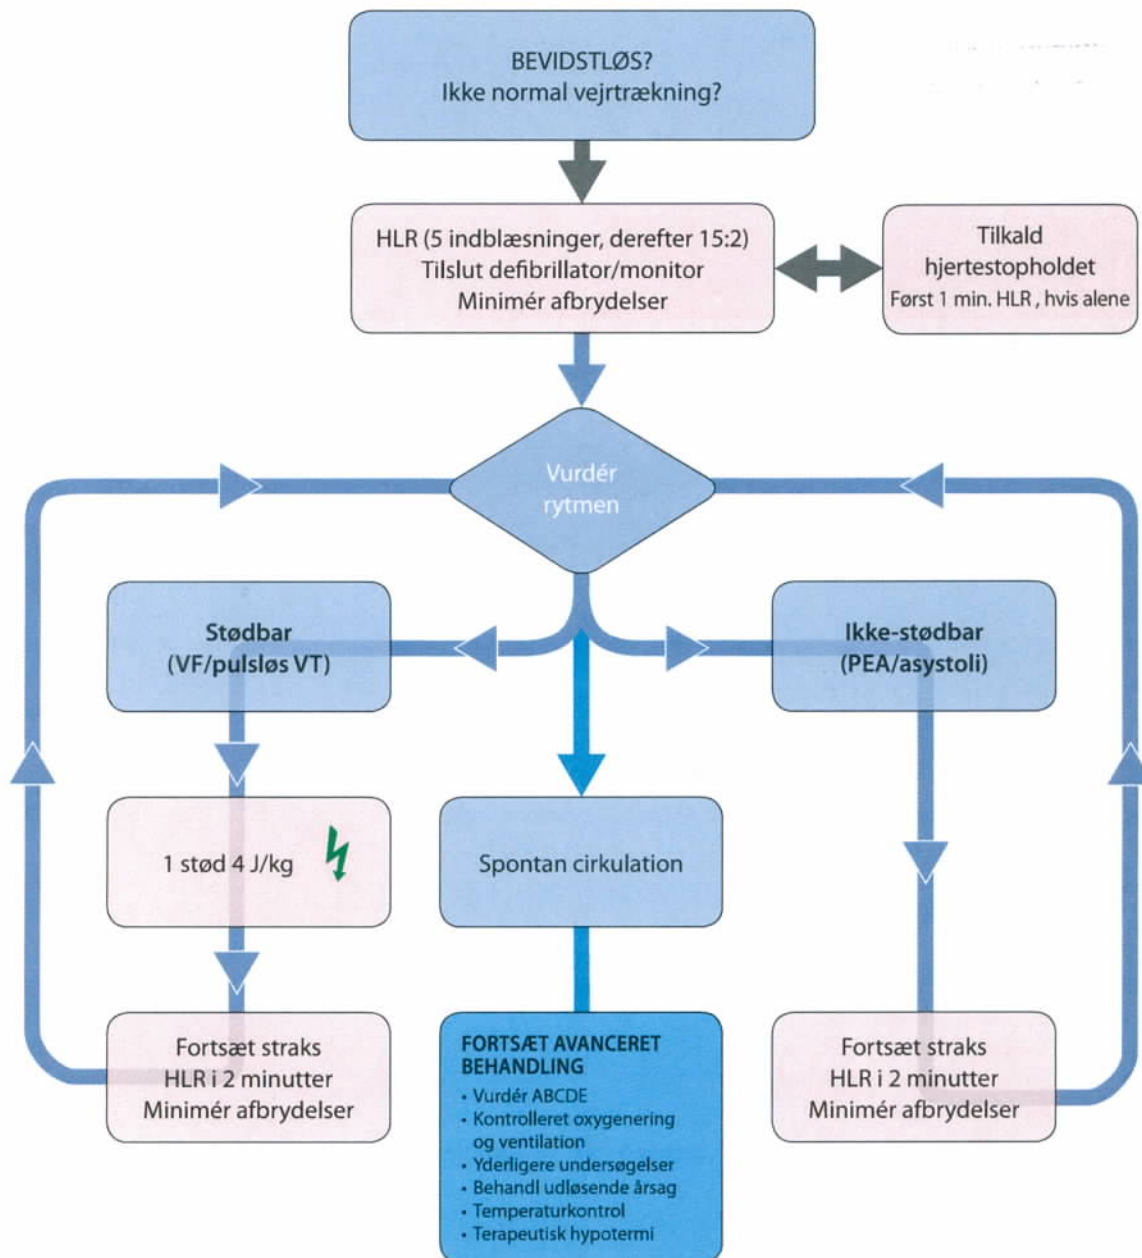 BEVIDSTLØS?
Ikke normal vejrtrækning?
HLR (5 indblæsninger, derefter 15:2)
Tilslut defibrillator/monitor
Minimér afbrydelser
Tilkald
hjertestopholdet
Først 1 min. HLR , hvis alene
Vurdér
rytmen
Stødbar
(VF/pulsløs VT)
Ikke-stødbar
(PEA/asystoli)
1 stød 4 J/kg
Spontan cirkulation
Fortsæt straks
HLR i 2 minutter
Minimér afbrydelser
FORTSÆT AVANCERET
BEHANDLING
• Vurdér ABCDE
• Kontrolleret oxygenering
og ventilation
• Yderligere undersøgelser
• Behandl udløsende årsag
• Temperaturkontrol
• Terapeutisk hypotermi
Fortsæt straks
HLR i 2 minutter
Minimér afbrydelser